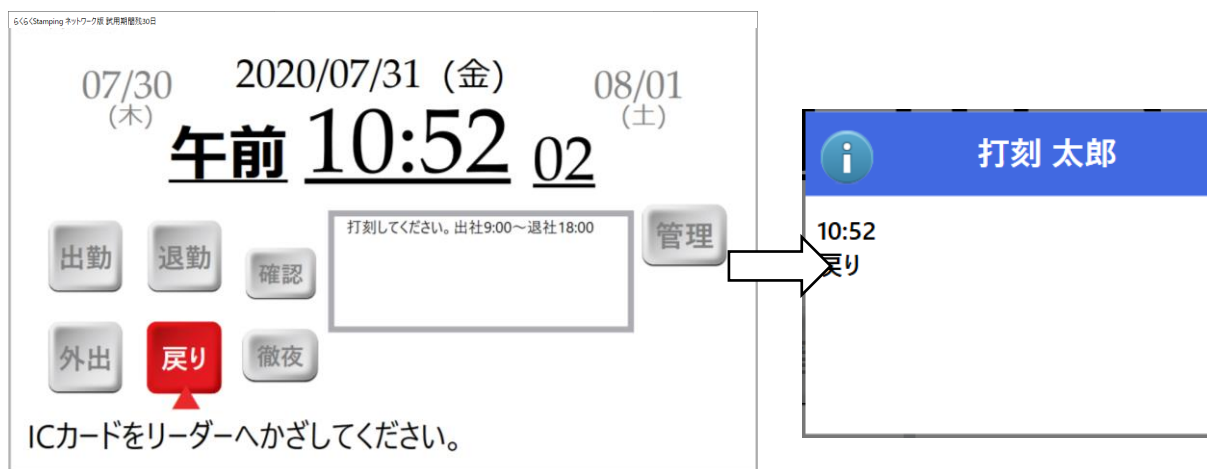 らくらくStamping ネットワーク版 試用期間残30日
07/30
(木)
2020/07/31 (金)
08/01
(土)
午前 10:52 02
打刻してください。出社9:00～退社18:00
管理
出勤
退勤
確認
外出
戻り
徹夜
ICカードをリーダーへかざしてください。
打刻 太郎
10:52
戻り